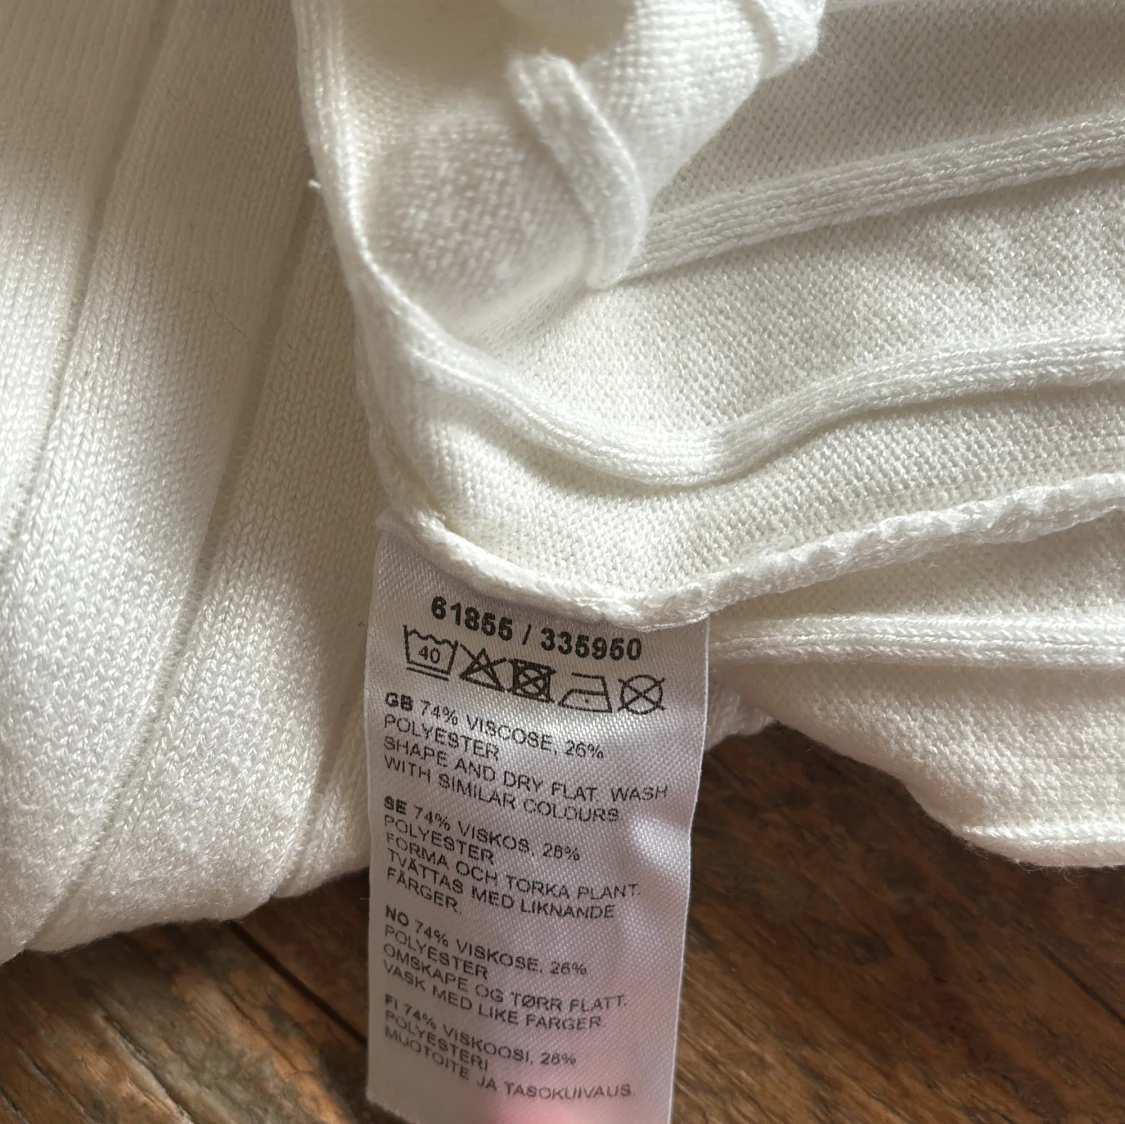 61855 / 335950
40
GB 74% VISCOSE, 26%
POLYESTER
SHAPE AND DRY FLAT. WASH
WITH SIMILAR COLOURS
SE 74% VISKOS, 26%
POLYESTER
FORMA OCH TORKA PLANT.
TVÄTTAS MED LIKNANDE
FÄRGER.
NO 74% VISKOSE, 26%
POLYESTER
OMSKAPE OG TØRR FLATT.
VASK MED LIKE FARGER.
FI 74% VISKOOSI, 26%
POLYESTERI
MUOTOITE JA TASOKUIVAUS.